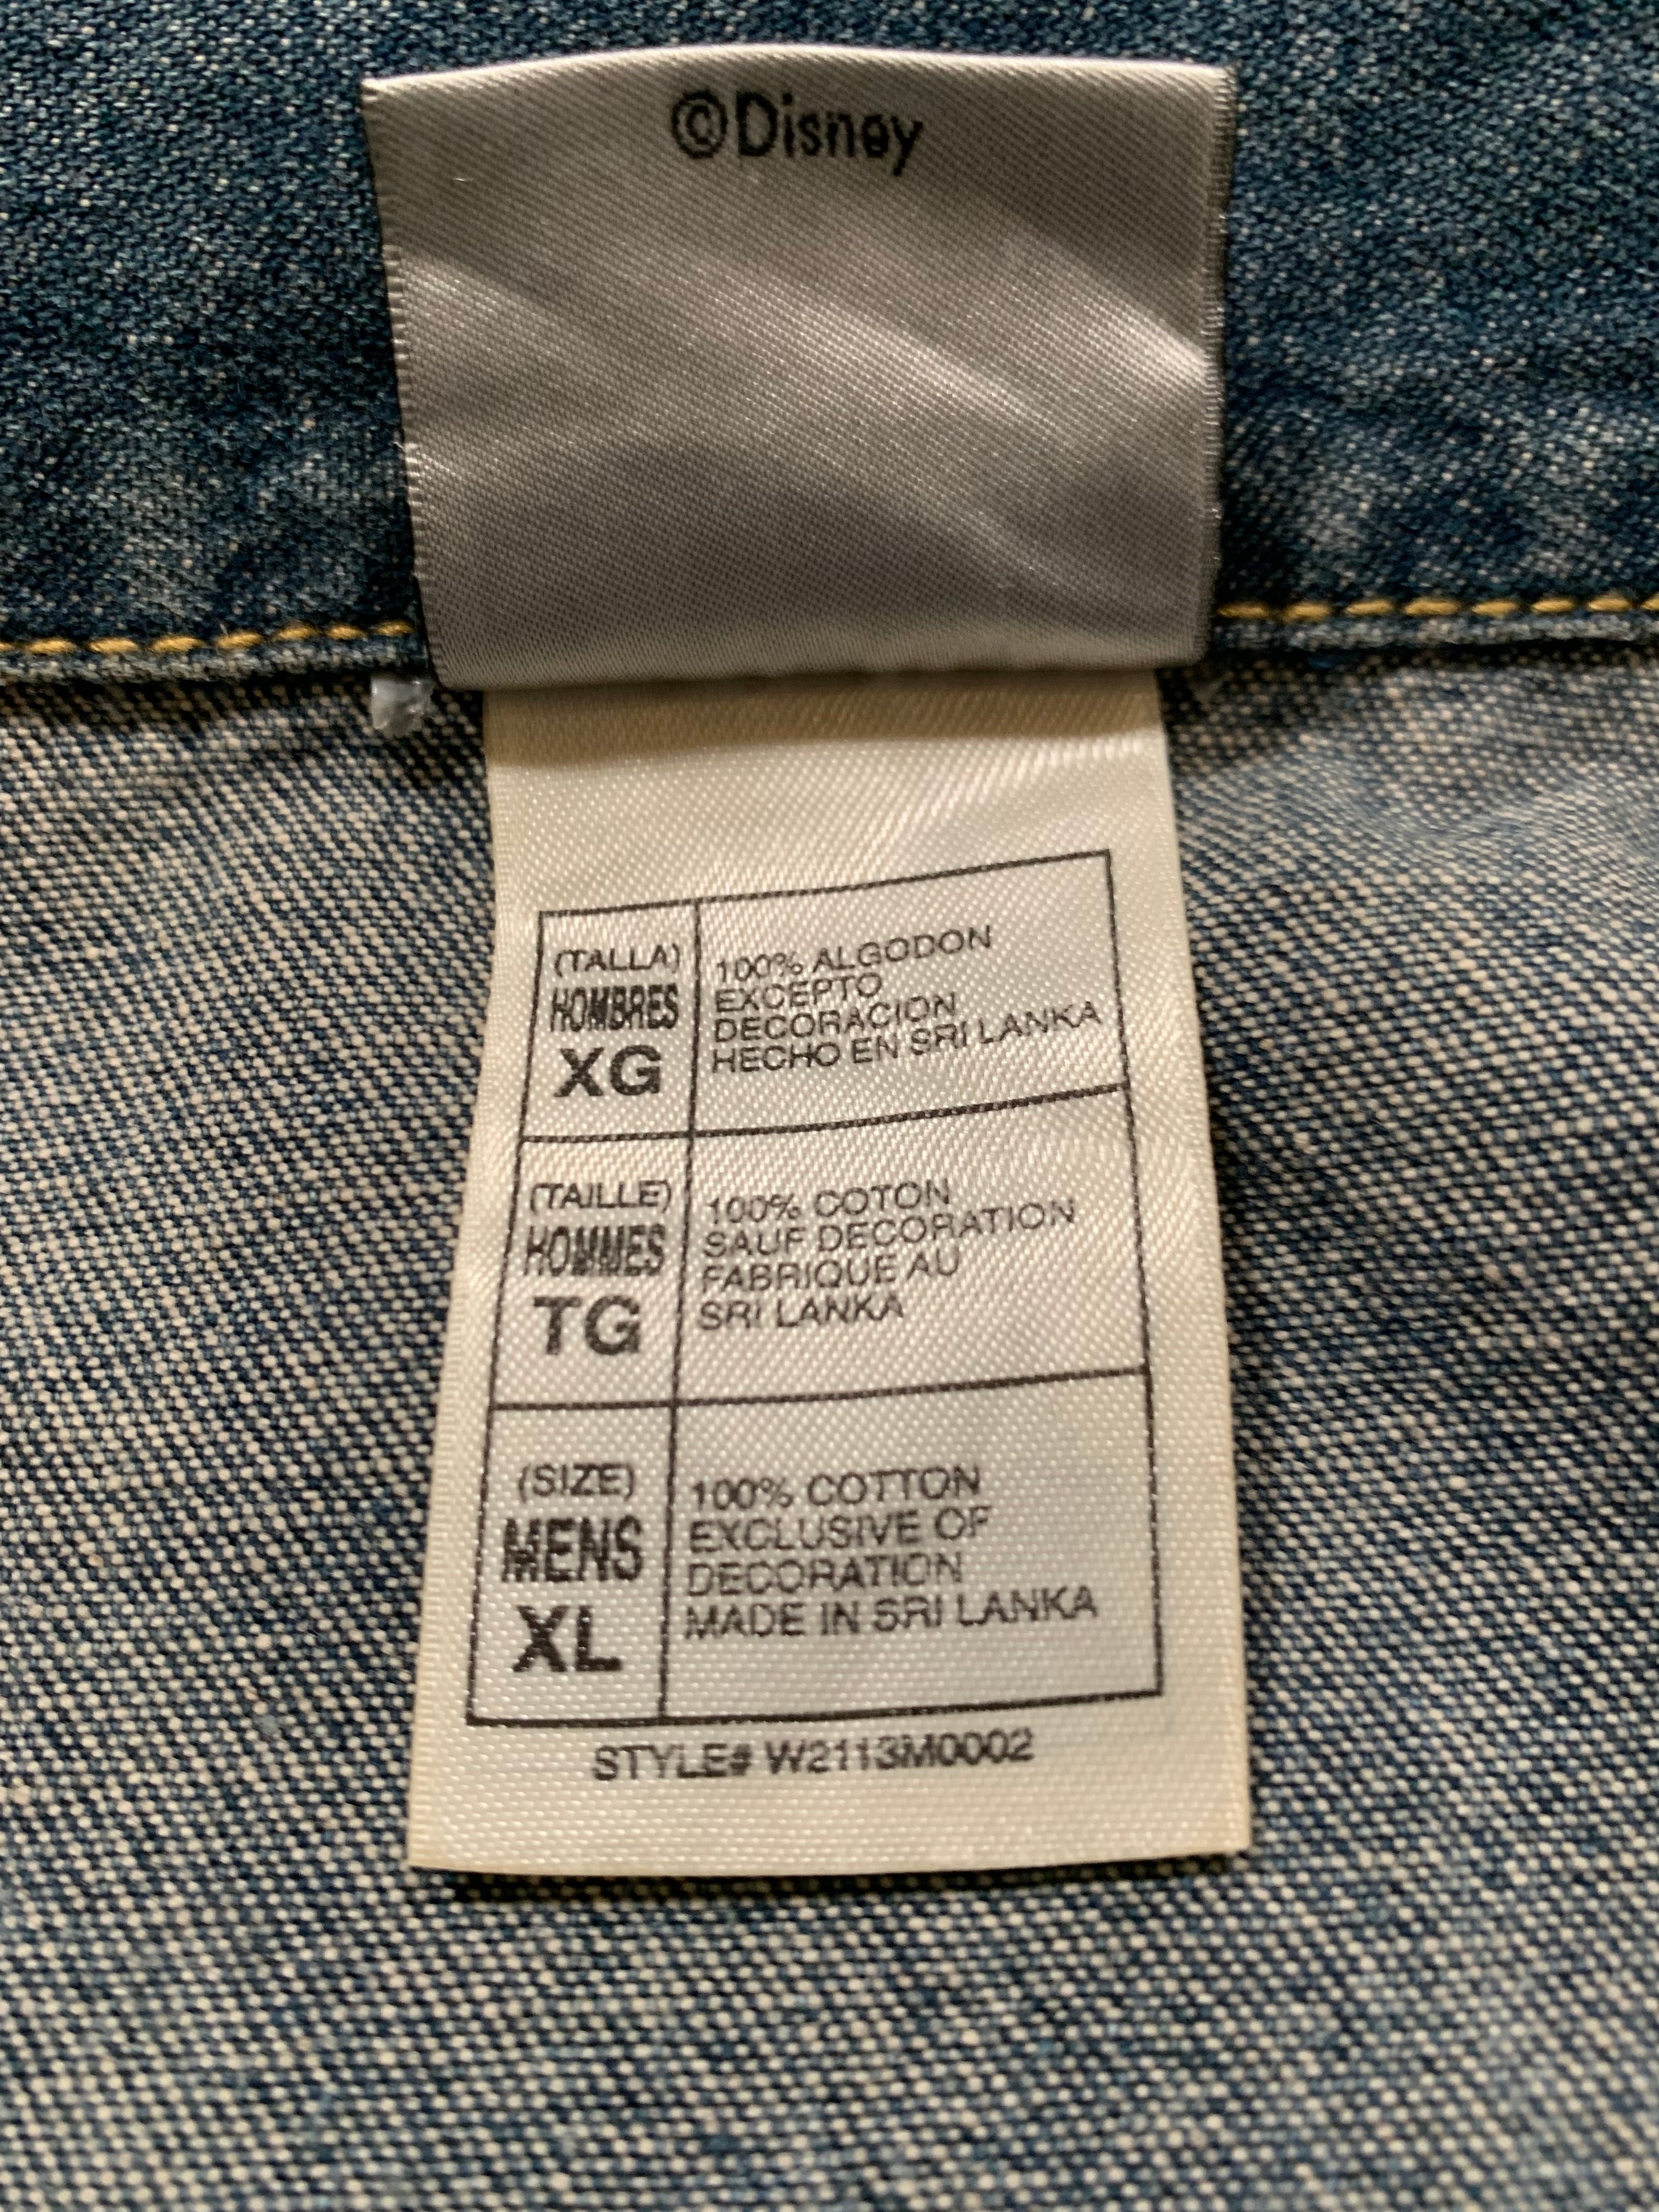 ©Disney
(TALLA)
HOMBRES
XG
100% ALGODON
EXCEPTO
DECORACION
HECHO EN SRI LANKA
(TAILLE)
HOMMES
TG
100% COTON
SAUF DECORATION
FABRIQUE AU
SRI LANKA
(SIZE)
MENS
XL
100% COTTON
EXCLUSIVE OF
DECORATION
MADE IN SRI LANKA
STYLE# W2113M0002